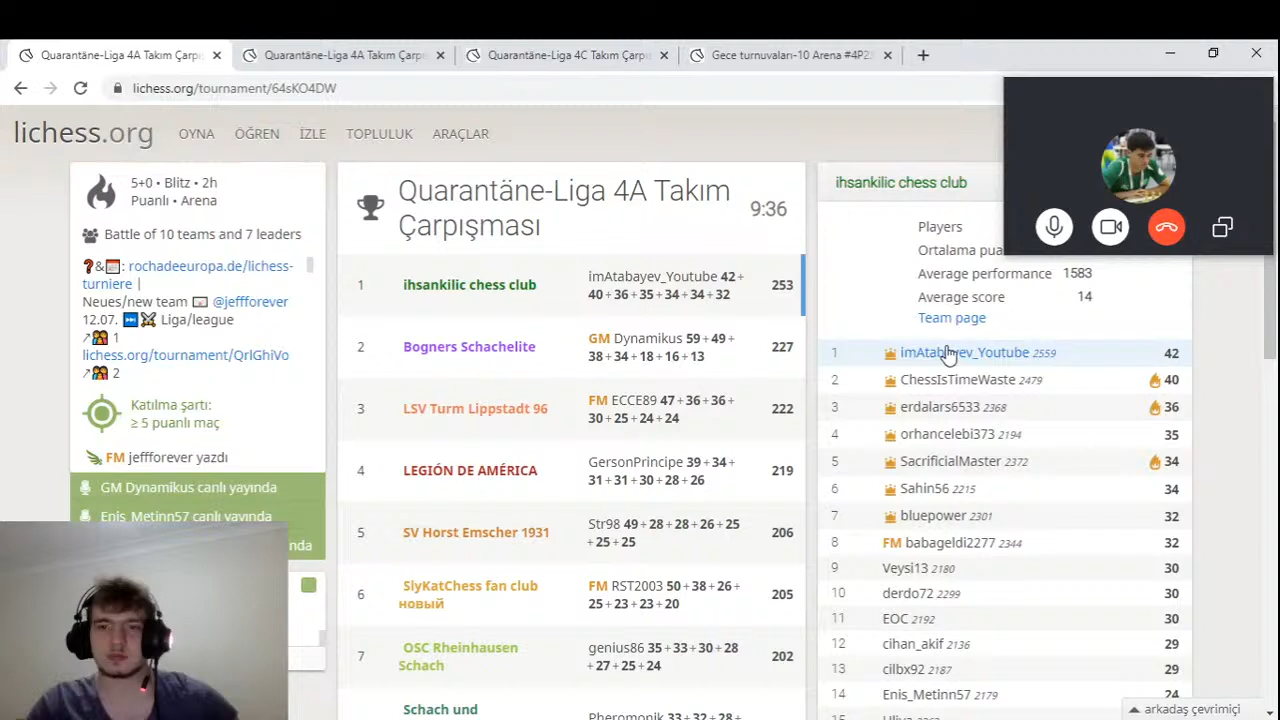 Quarantäne-Liga 4A Takım Çarpış
Quarantäne-Liga 4A Takım Çarpı
Quarantäne-Liga 4C Takım Çarpı
Gece turnuvaları-10 Arena #4P2
lichess.org/tournament/64sKO4DW
lichess.org OYNA ÖĞREN İZLE TOPLULUK ARAÇLAR
5+0 • Blitz • 2h
Puanlı • Arena
Battle of 10 teams and 7 leaders
rochadeeuropa.de/lichess-
turniere |
Neues/new team @jeffforever
12.07. Liga/league
1
lichess.org/tournament/QrIGhiVo
2
Katılma şartı:
≥ 5 puanlı maç
FM jeffforever yazdı
GM Dynamikus canlı yayında
Enis_Metinn57 canlı yayında
nda
Quarantäne-Liga 4A Takım
Çarpışması
9:36
1 ihsankilic chess club imAtabayev_Youtube 42+
40+36+35+34+34+32 253
2 Bogners Schachelite GM Dynamikus 59+49+
38+34+18+16+13 227
3 LSV Turm Lippstadt 96 FM ECCE89 47+36+36+
30+25+24+24 222
4 LEGIÓN DE AMÉRICA GersonPrincipe 39+34+
31+31+30+28+26 219
5 SV Horst Emscher 1931 Str98 49+28+28+26+25
+25+25 206
6 SlyKatChess fan club
новый FM RST2003 50+38+26+
25+23+23+20 205
7 OSC Rheinhausen
Schach genius86 35+33+30+28
+27+25+24 202
Schach und Pheromonik 33+32+28+
ihsankilic chess club
Players
Ortalama pua
Average performance 1583
Average score 14
Team page
1 imAtabayev_Youtube 2559 42
2 ChessIsTimeWaste 2479 40
3 erdalars6533 2368 36
4 orhancelebi373 2194 35
5 SacrificialMaster 2372 34
6 Sahin56 2215 34
7 bluepower 2301 32
8 FM babageldi2277 2344 32
9 Veysi13 2180 30
10 derdo72 2299 30
11 EOC 2192 30
12 cihan_akif 2136 29
13 cilbx92 2187 29
14 Enis_Metinn57 2179 24
arkadaş çevrimiçi